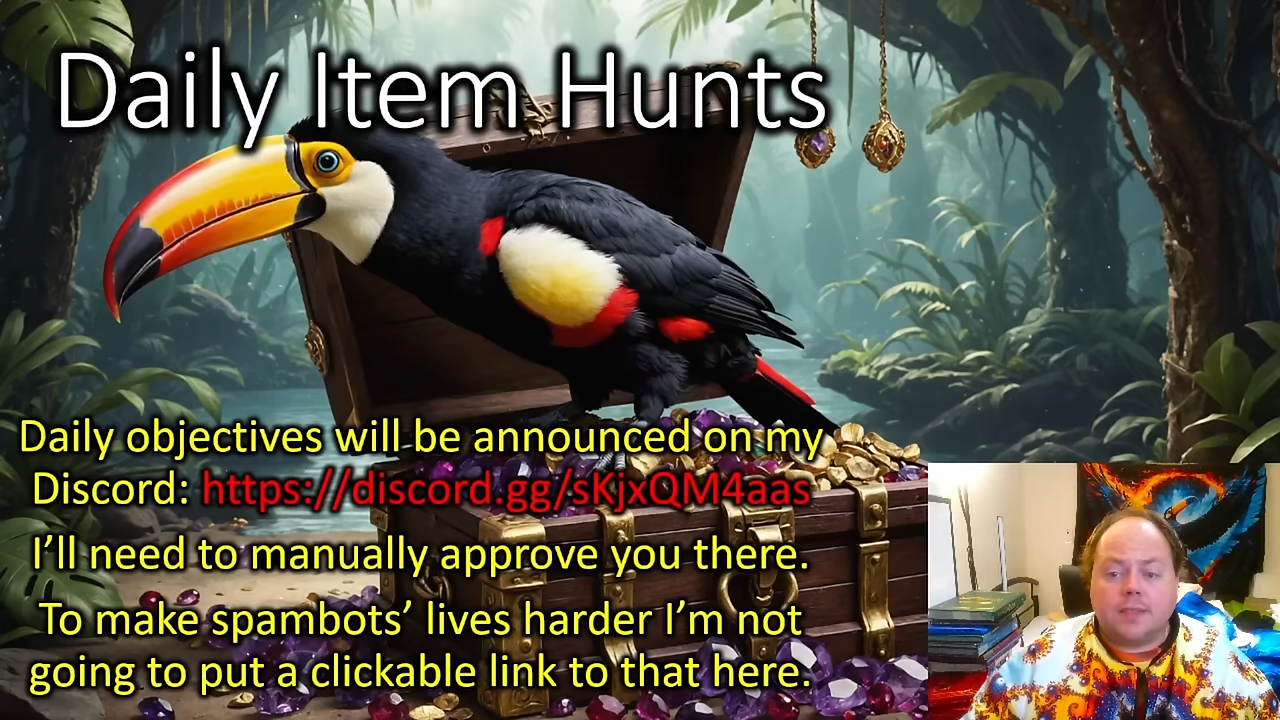 Daily Item Hunts
Daily objectives will be announced on my
Discord: https://discord.gg/sKjxQM4aas
I’ll need to manually approve you there.
To make spambots’ lives harder I’m not
going to put a clickable link to that here.